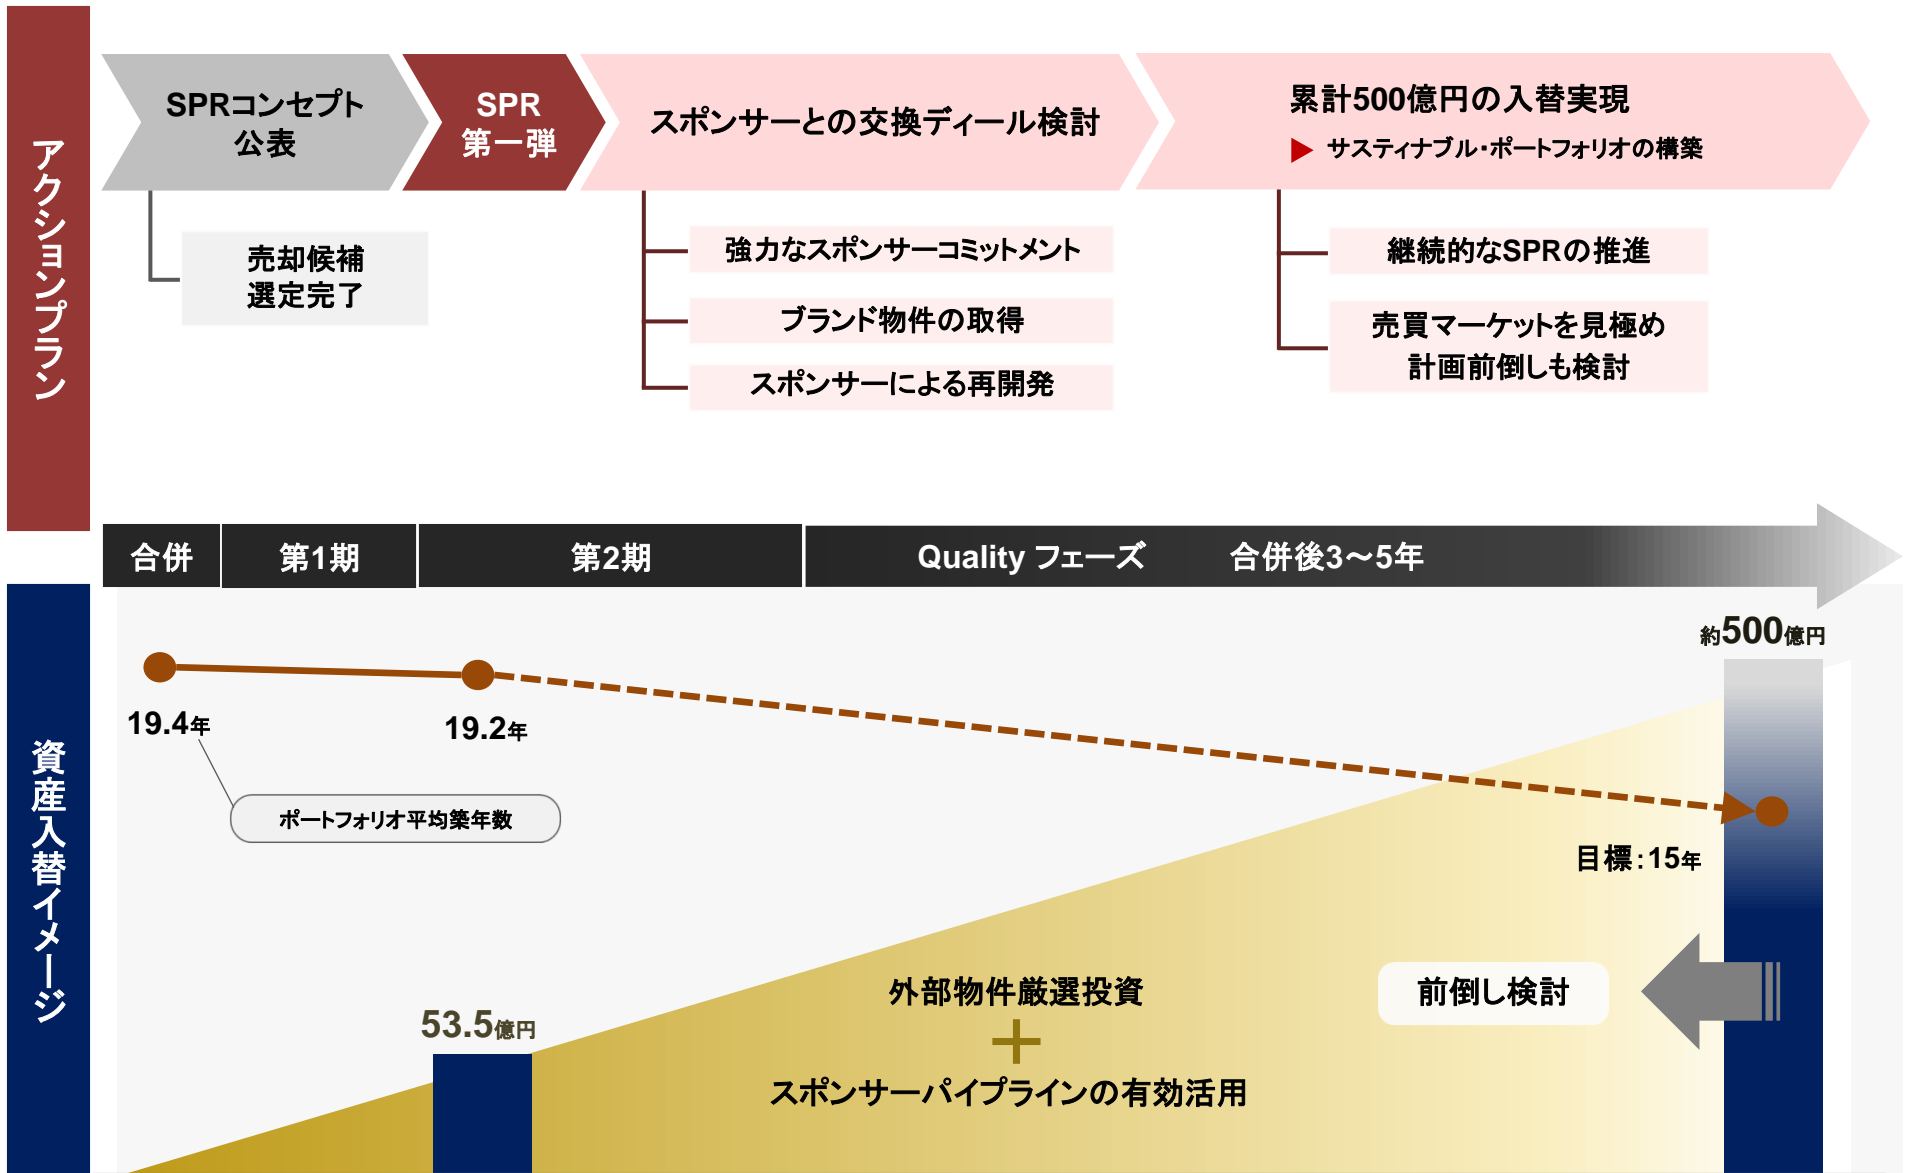 アクションプラン
SPRコンセプト
公表
SPR
第一弾
スポンサーとの交換ディール検討
累計500億円の入替実現
▶ サスティナブル・ポートフォリオの構築
売却候補
選定完了
強力なスポンサーコミットメント
ブランド物件の取得
スポンサーによる再開発
継続的なSPRの推進
売買マーケットを見極め
計画前倒しも検討
合併
第1期
第2期
Quality フェーズ 合併後3～5年
資産入替イメージ
約500億円
19.4年
19.2年
ポートフォリオ平均築年数
目標：15年
外部物件厳選投資
＋
スポンサーパイプラインの有効活用
前倒し検討
53.5億円